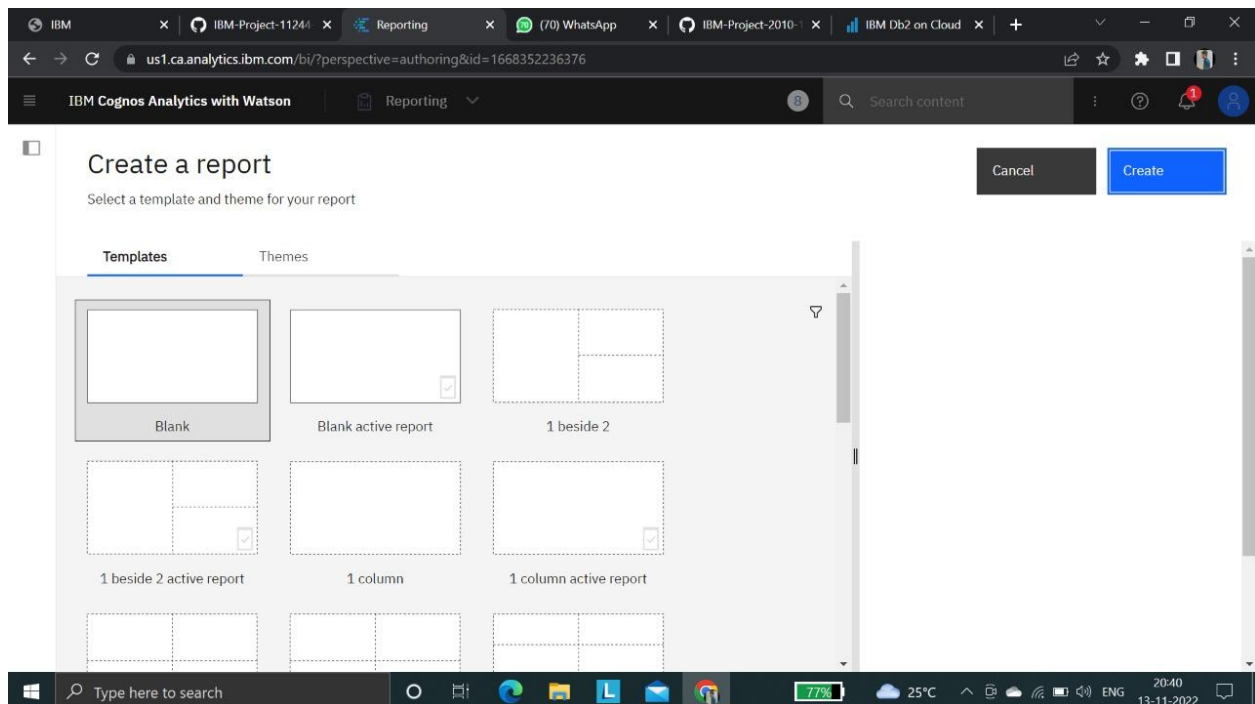 IBM
IBM-Project-11244
Reporting
(70) WhatsApp
IBM-Project-2010-1
IBM Db2 on Cloud
us1.ca.analytics.ibm.com/bi/?perspective=authoring&id=1668352236376
IBM Cognos Analytics with Watson
Reporting
8
Search content
1
Create a report
Cancel
Create
Select a template and theme for your report
Templates
Themes
Blank
Blank active report
1 beside 2
1 beside 2 active report
1 column
1 column active report
Type here to search
L
77%
25°C
ENG
20:40
13-11-2022